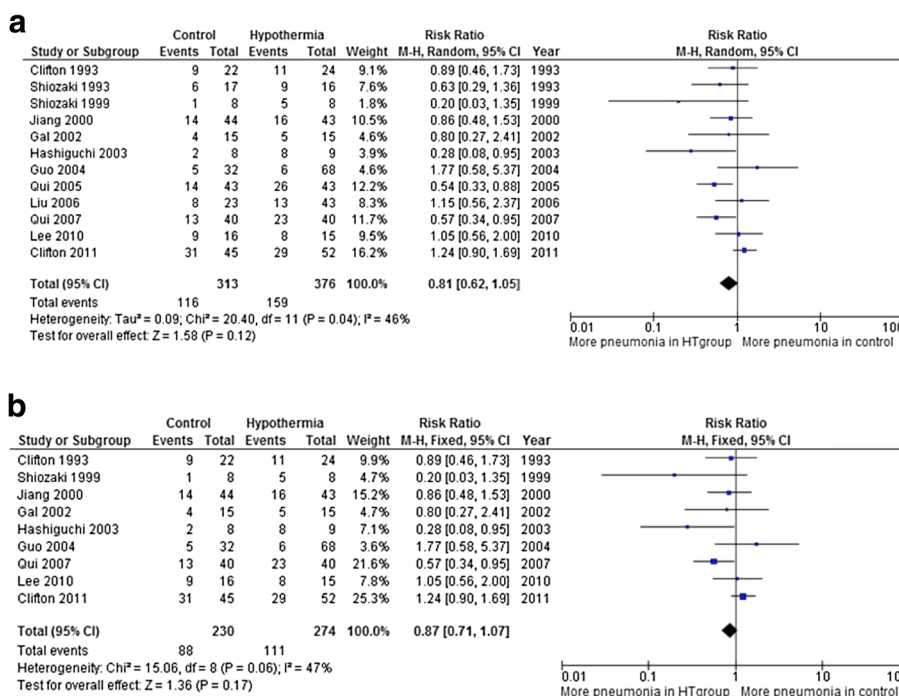 a
Control Hypothermia Risk Ratio Risk Ratio
Study or Subgroup Events Total Events Total Weight M-H, Random, 95% CI Year M-H, Random, 95% CI
Clifton 1993 9 22 11 24 9.1% 0.89 [0.46, 1.73] 1993
Shiozaki 1993 6 17 9 16 7.6% 0.63 [0.29, 1.36] 1993
Shiozaki 1999 1 8 5 8 1.8% 0.20 [0.03, 1.35] 1999
Jiang 2000 14 44 16 43 10.5% 0.86 [0.48, 1.53] 2000
Gal 2002 4 15 5 15 4.6% 0.80 [0.27, 2.41] 2002
Hashiguchi 2003 2 8 8 9 3.9% 0.28 [0.08, 0.95] 2003
Guo 2004 5 32 6 68 4.6% 1.77 [0.58, 5.37] 2004
Qui 2005 14 43 26 43 12.2% 0.54 [0.33, 0.88] 2005
Liu 2006 8 23 13 43 8.3% 1.15 [0.56, 2.37] 2006
Qui 2007 13 40 23 40 11.7% 0.57 [0.34, 0.95] 2007
Lee 2010 9 16 8 15 9.5% 1.05 [0.56, 2.00] 2010
Clifton 2011 31 45 29 52 16.2% 1.24 [0.90, 1.69] 2011
Total (95% CI) 313 376 100.0% 0.81 [0.62, 1.05]
Total events 116 159
Heterogeneity: Tau² = 0.09; Chi² = 20.40, df = 11 (P = 0.04); I² = 46%
Test for overall effect: Z = 1.58 (P = 0.12)
0.01 0.1 1 10 100
More pneumonia in HTgroup More pneumonia in control
b
Control Hypothermia Risk Ratio Risk Ratio
Study or Subgroup Events Total Events Total Weight M-H, Fixed, 95% CI Year M-H, Fixed, 95% CI
Clifton 1993 9 22 11 24 9.9% 0.89 [0.46, 1.73] 1993
Shiozaki 1999 1 8 5 8 4.7% 0.20 [0.03, 1.35] 1999
Jiang 2000 14 44 16 43 15.2% 0.86 [0.48, 1.53] 2000
Gal 2002 4 15 5 15 4.7% 0.80 [0.27, 2.41] 2002
Hashiguchi 2003 2 8 8 9 7.1% 0.28 [0.08, 0.95] 2003
Guo 2004 5 32 6 68 3.6% 1.77 [0.58, 5.37] 2004
Qui 2007 13 40 23 40 21.6% 0.57 [0.34, 0.95] 2007
Lee 2010 9 16 8 15 7.8% 1.05 [0.56, 2.00] 2010
Clifton 2011 31 45 29 52 25.3% 1.24 [0.90, 1.69] 2011
Total (95% CI) 230 274 100.0% 0.87 [0.71, 1.07]
Total events 88 111
Heterogeneity: Chi² = 15.06, df = 8 (P = 0.06); I² = 47%
Test for overall effect: Z = 1.36 (P = 0.17)
0.01 0.1 1 10 100
More pneumonia in HTgroup More pneumonia in control